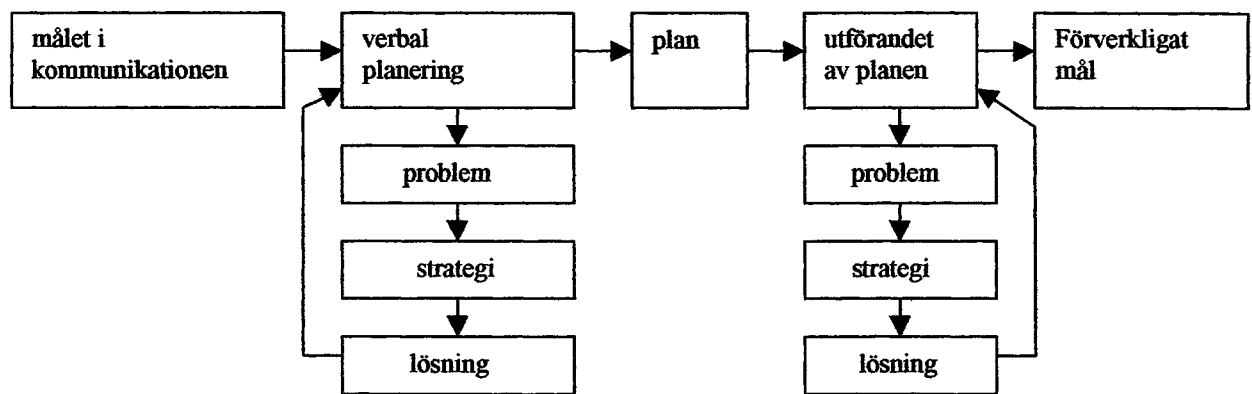 målet i
kommunikationen
verbal
planering
plan
utförandet
av planen
Förverkligat
mål
problem
strategi
lösning
problem
strategi
lösning